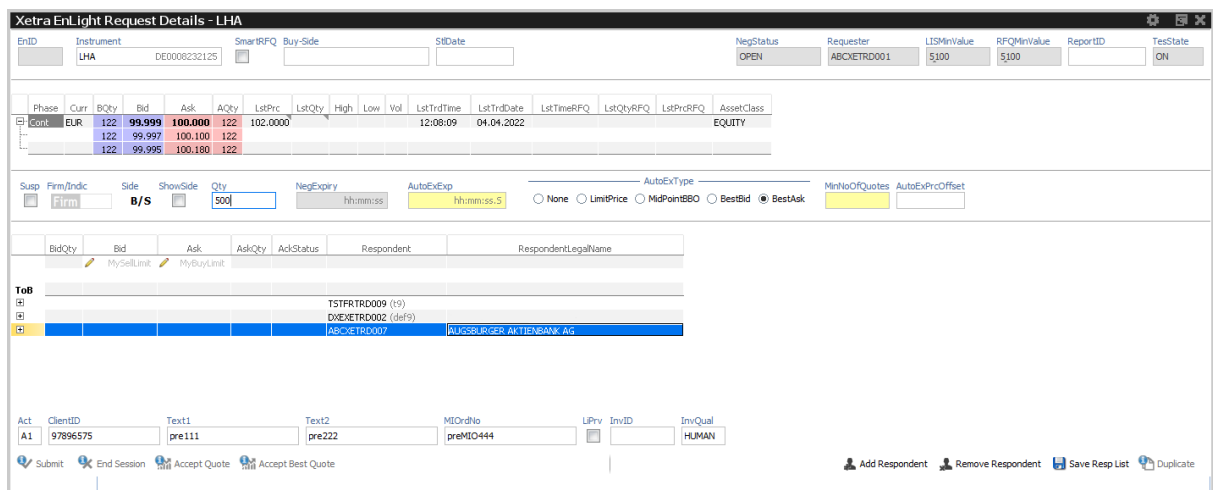 Xetra EnLight Request Details - LHA
EnID Instrument SmartRFQ Buy-Side StlDate NegStatus Requester LISMinValue RFQMinValue ReportID TesState
LHA DE0008232125 OPEN ABCXETRD001 5,100 5,100 ON
Phase Curr BQty Bid Ask AQty LstPrc LstQty High Low Vol LstTrdTime LstTrdDate LstTimeRFQ LstQtyRFQ LstPrcRFQ AssetClass
Cont EUR 122 99.999 100.000 122 102.0000 12:08:09 04.04.2022 EQUITY
122 99.997 100.100 122
122 99.995 100.180 122
AutoExType
Susp Firm/Indic Side ShowSide Qty NegExpiry AutoExExp MinNoOfQuotes AutoExPrcOffset
Firm B/S 500 hh:mm:ss hh:mm:ss.S None LimitPrice MidPointBBO BestBid BestAsk
BidQty Bid Ask AskQty AckStatus Respondent RespondentLegalName
MySellLimit MyBuyLimit
ToB
TSTFRTRD009 (t9)
DXEXETRD002 (def9)
ABCXETRD007 AUGSBURGER AKTIENBANK AG
Act ClientID Text1 Text2 MIOrdNo LiPrv InvID InvQual
A1 97896575 pre111 pre222 preMIO444 HUMAN
Submit End Session Accept Quote Accept Best Quote Add Respondent Remove Respondent Save Resp List Duplicate